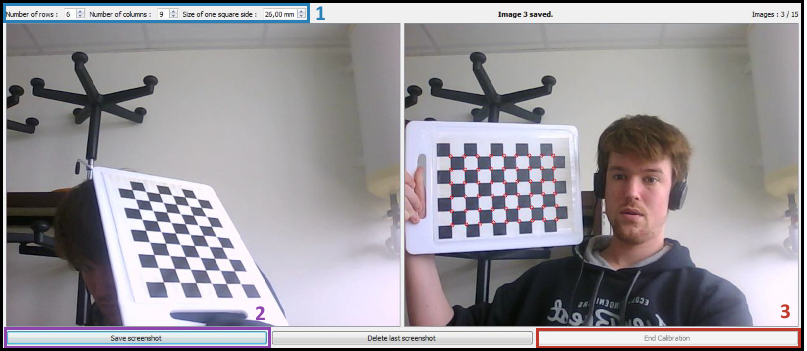 Number of rows : 6 Number of columns : 9 Size of one square side : 26,00 mm 1 Image 3 saved. Images : 3 / 15
2 3
Save screenshot Delete last screenshot End Calibration